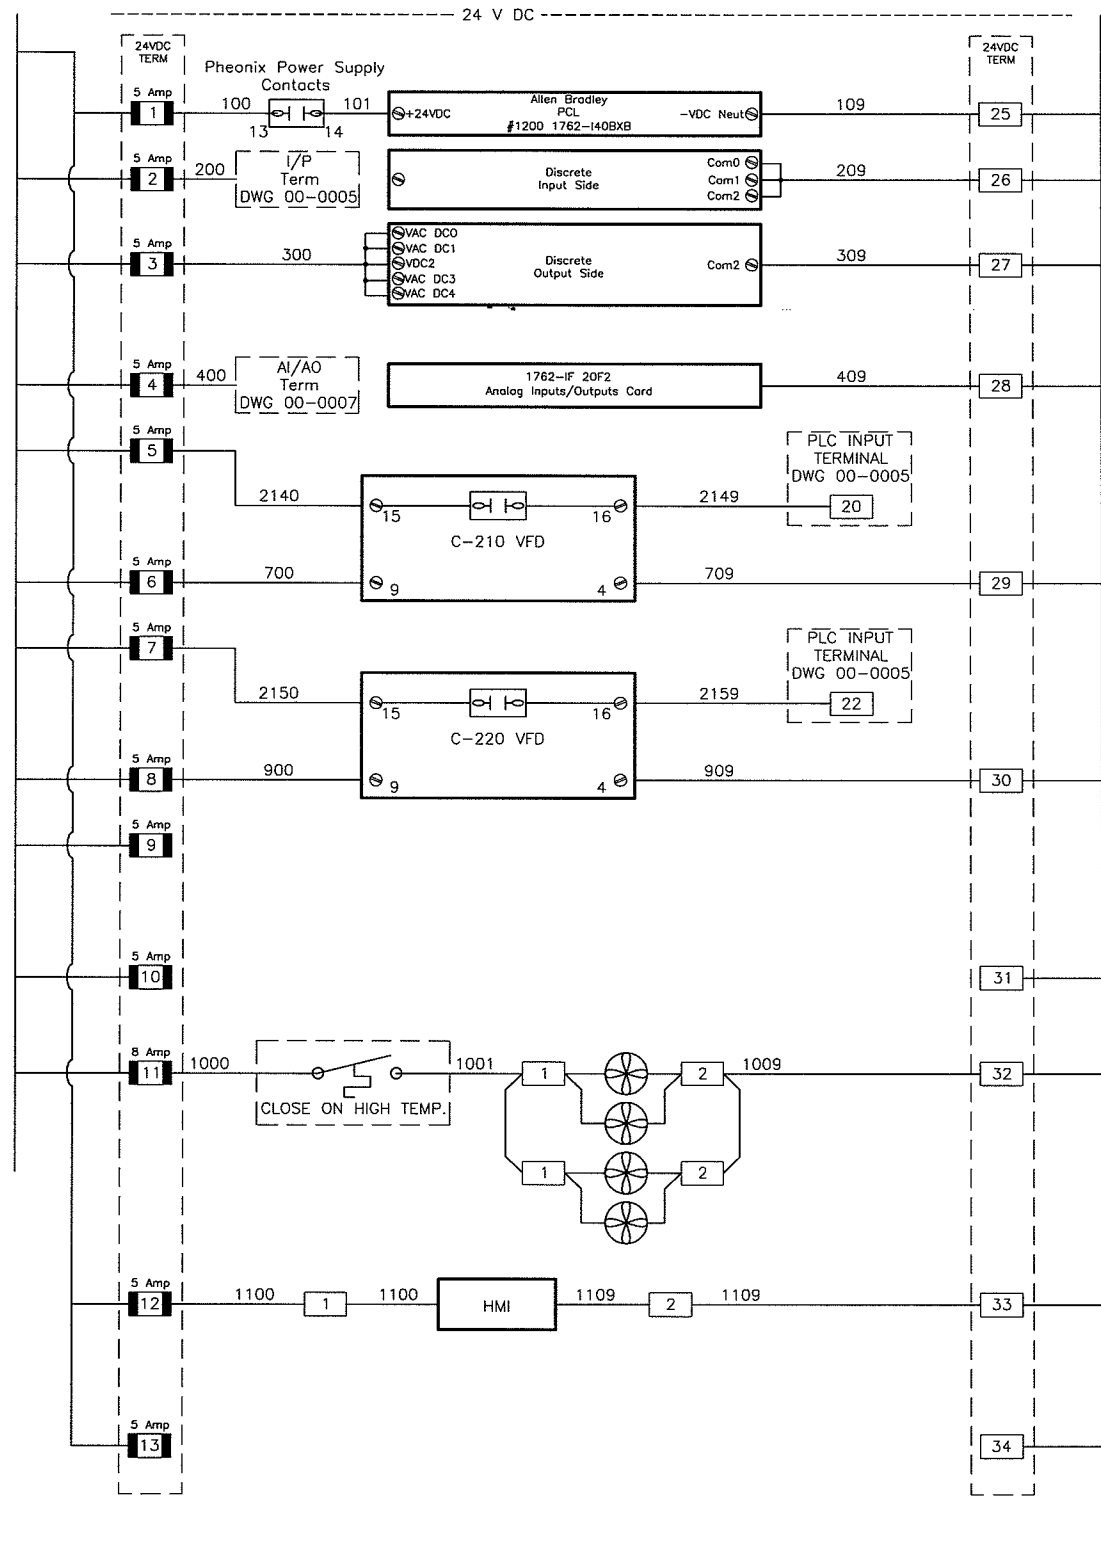 24 V DC
24VDC
TERM
24VDC
TERM
Pheonix Power Supply
Contacts
5 Amp
1
100
13
14
101
+24VDC
Allen Bradley
PCL
#1200 1762-I40BXB
-VDC Neut
109
25
5 Amp
2
200
I/P
Term
DWG 00-0005
Discrete
Input Side
Com0
Com1
Com2
209
26
5 Amp
3
300
VAC DC0
VAC DC1
VDC2
VAC DC3
VAC DC4
Discrete
Output Side
Com2
309
27
5 Amp
4
400
AI/AO
Term
DWG 00-0007
1762-IF 20F2
Analog Inputs/Outputs Card
409
28
5 Amp
5
2140
15
16
C-210 VFD
2149
PLC INPUT
TERMINAL
DWG 00-0005
20
5 Amp
6
700
9
4
709
29
5 Amp
7
2150
15
16
C-220 VFD
2159
PLC INPUT
TERMINAL
DWG 00-0005
22
5 Amp
8
900
9
4
909
30
5 Amp
9
5 Amp
10
31
8 Amp
11
1000
CLOSE ON HIGH TEMP.
1001
1
2
1009
32
1
2
5 Amp
12
1100
1
1100
HMI
1109
2
1109
33
5 Amp
13
34